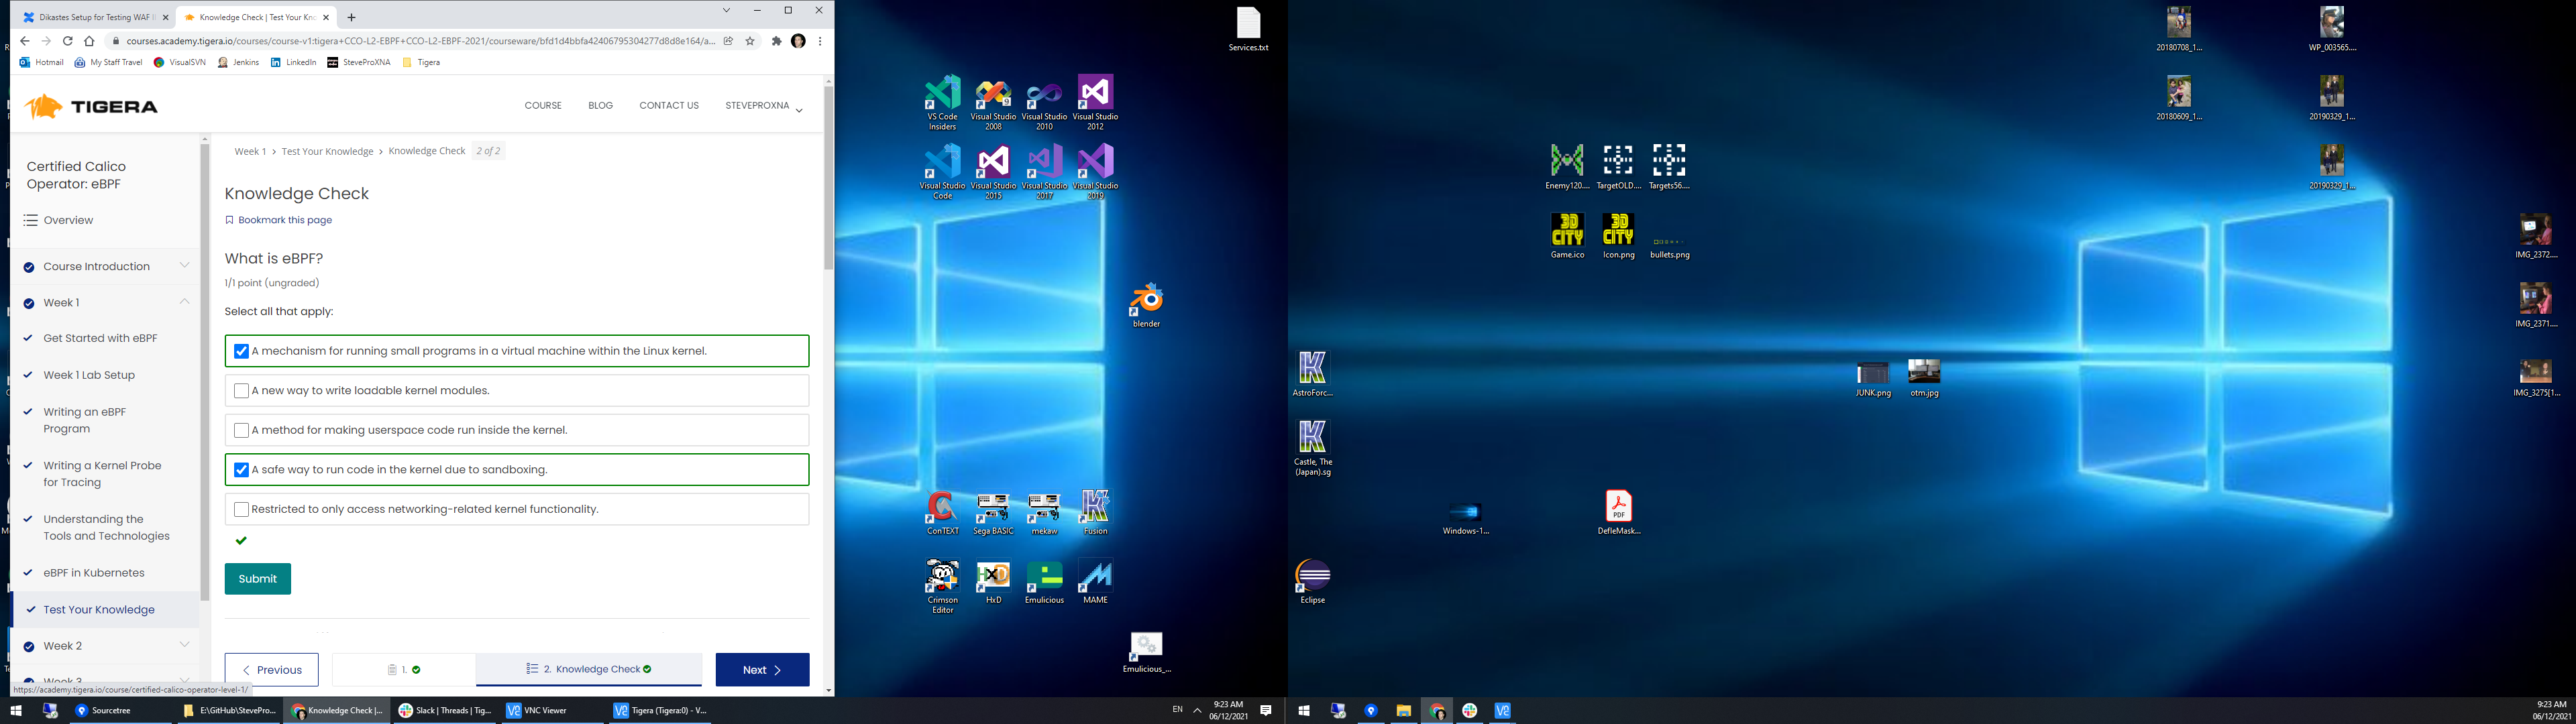 Dikastes Setup for Testing WAF
Knowledge Check | Test Your Kno
courses.academy.tigera.io/courses/course-v1:tigera+CCO-L2-EBPF+CCO-L2-EBPF-2021/courseware/bfd1d4bbfa42406795304277d8d8e164/a...
Hotmail
My Staff Travel
VisualSVN
Jenkins
LinkedIn
SteveProXNA
Tigera
TIGERA
COURSE
BLOG
CONTACT US
STEVEPROXNA
Certified Calico
Operator: eBPF
Overview
Course Introduction
Week 1
Get Started with eBPF
Week 1 Lab Setup
Writing an eBPF
Program
Writing a Kernel Probe
for Tracing
Understanding the
Tools and Technologies
eBPF in Kubernetes
Test Your Knowledge
Week 2
Week 3
https://academy.tigera.io/course/certified-calico-operator-level-1/
Week 1 > Test Your Knowledge > Knowledge Check 2 of 2
Knowledge Check
Bookmark this page
What is eBPF?
1/1 point (ungraded)
Select all that apply:
A mechanism for running small programs in a virtual machine within the Linux kernel.
A new way to write loadable kernel modules.
A method for making userspace code run inside the kernel.
A safe way to run code in the kernel due to sandboxing.
Restricted to only access networking-related kernel functionality.
Submit
Previous
1.
2. Knowledge Check
Next
Services.txt
VS Code
Insiders
Visual Studio
2008
Visual Studio
2010
Visual Studio
2012
Visual Studio
Code
Visual Studio
2015
Visual Studio
2017
Visual Studio
2019
blender
ConTEXT
Sega BASIC
mekaw
Fusion
Crimson
Editor
HxD
Emulicious
MAME
Emulicious_...
20180708_1...
WP_003565....
20180609_1...
20190329_1...
Enemy120....
TargetOLD....
Targets56....
20190329_1...
3D
CITY
Game.ico
3D
CITY
Icon.png
bullets.png
IMG_2372....
IMG_2371....
IMG_3275[1...
AstroForc...
JUNK.png
otm.jpg
Castle, The
(Japan).sg
Windows-1...
PDF
DefleMask...
Eclipse
Sourcetree
E:\GitHub\StevePro...
Knowledge Check |...
Slack | Threads | Tig...
VNC Viewer
Tigera (Tigera:0) - V...
EN
9:23 AM
06/12/2021
9:23 AM
06/12/2021